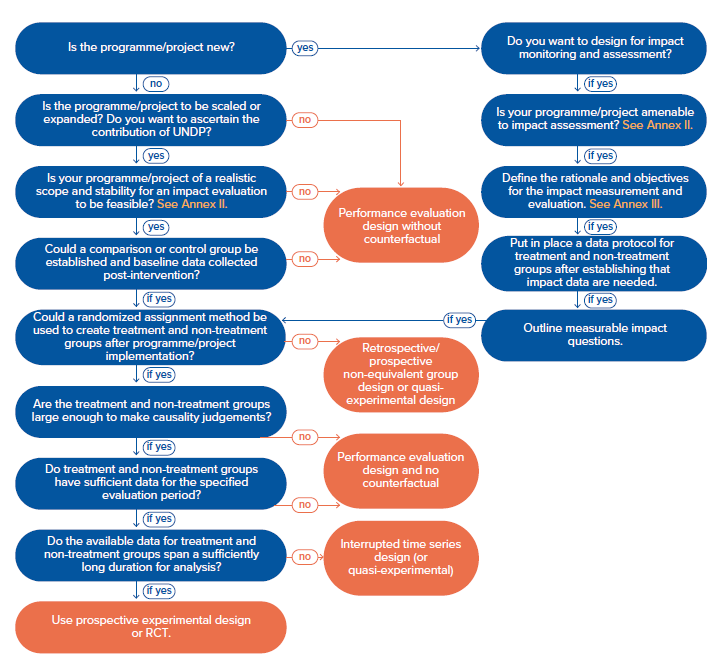 Is the programme/project new?
yes
Do you want to design for impact
monitoring and assessment?
no
if yes
Is the programme/project to be scaled or
expanded? Do you want to ascertain the
contribution of UNDP?
no
Is your programme/project amenable
to impact assessment? See Annex II.
yes
if yes
Is your programme/project of a realistic
scope and stability for an impact evaluation
to be feasible? See Annex II.
no
Define the rationale and objectives
for the impact measurement and
evaluation. See Annex III.
Performance evaluation
design without
counterfactual
yes
if yes
Could a comparison or control group be
established and baseline data collected
post-intervention?
no
Put in place a data protocol for
treatment and non-treatment
groups after establishing that
impact data are needed.
if yes
if yes
Could a randomized assignment method be
used to create treatment and non-treatment
groups after programme/project
implementation?
if yes
Outline measurable impact
questions.
no
Retrospective/
prospective
non-equivalent group
design or quasi-
experimental design
if yes
Are the treatment and non-treatment groups
large enough to make causality judgements?
no
Performance evaluation
design and no
counterfactual
if yes
Do treatment and non-treatment groups
have sufficient data for the specified
evaluation period?
no
if yes
Do the available data for treatment and
non-treatment groups span a sufficiently
long duration for analysis?
no
Interrupted time series
design (or
quasi-experimental)
if yes
Use prospective experimental design
or RCT.